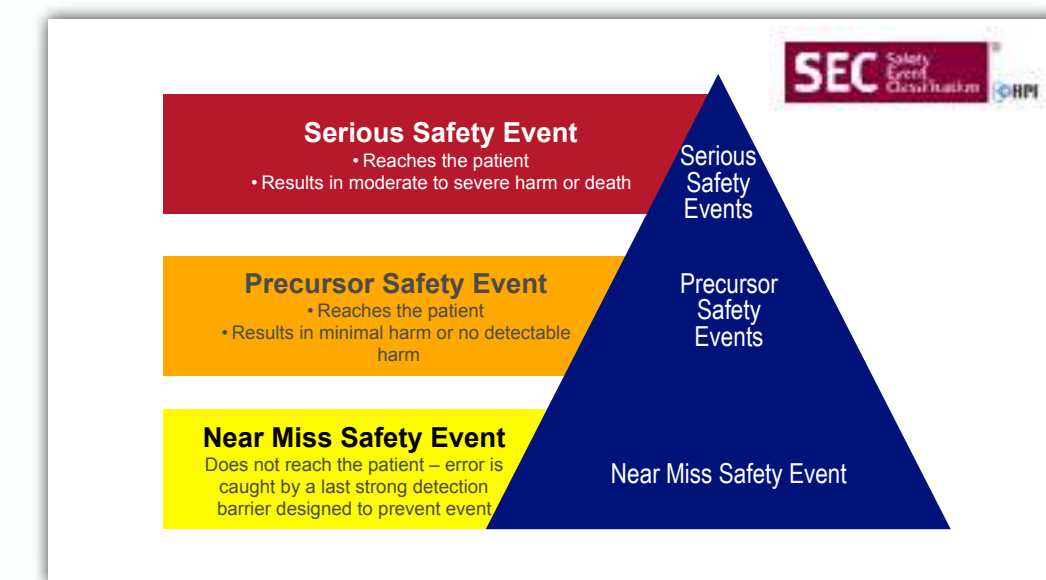 SEC Safety
Event
Classification
HPI
Serious Safety Event
• Reaches the patient
• Results in moderate to severe harm or death
Serious
Safety
Events
Precursor Safety Event
• Reaches the patient
• Results in minimal harm or no detectable
harm
Precursor
Safety
Events
Near Miss Safety Event
Does not reach the patient – error is
caught by a last strong detection
barrier designed to prevent event
Near Miss Safety Event